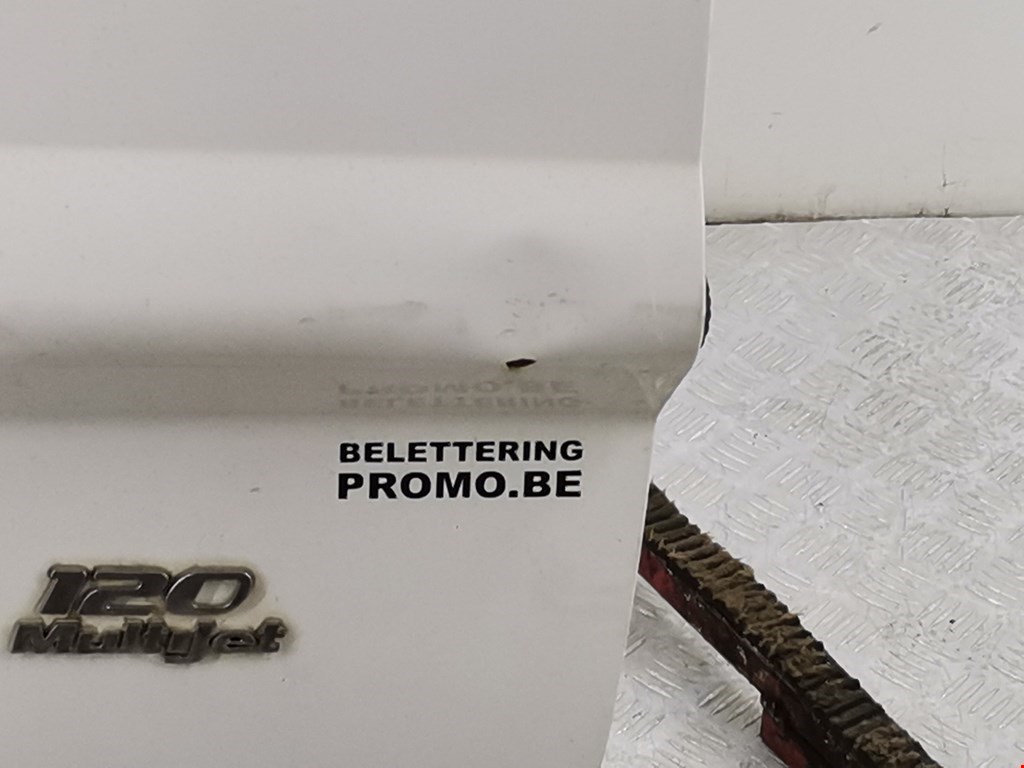 BELETTERING
PROMO.BE
120
MultiJet